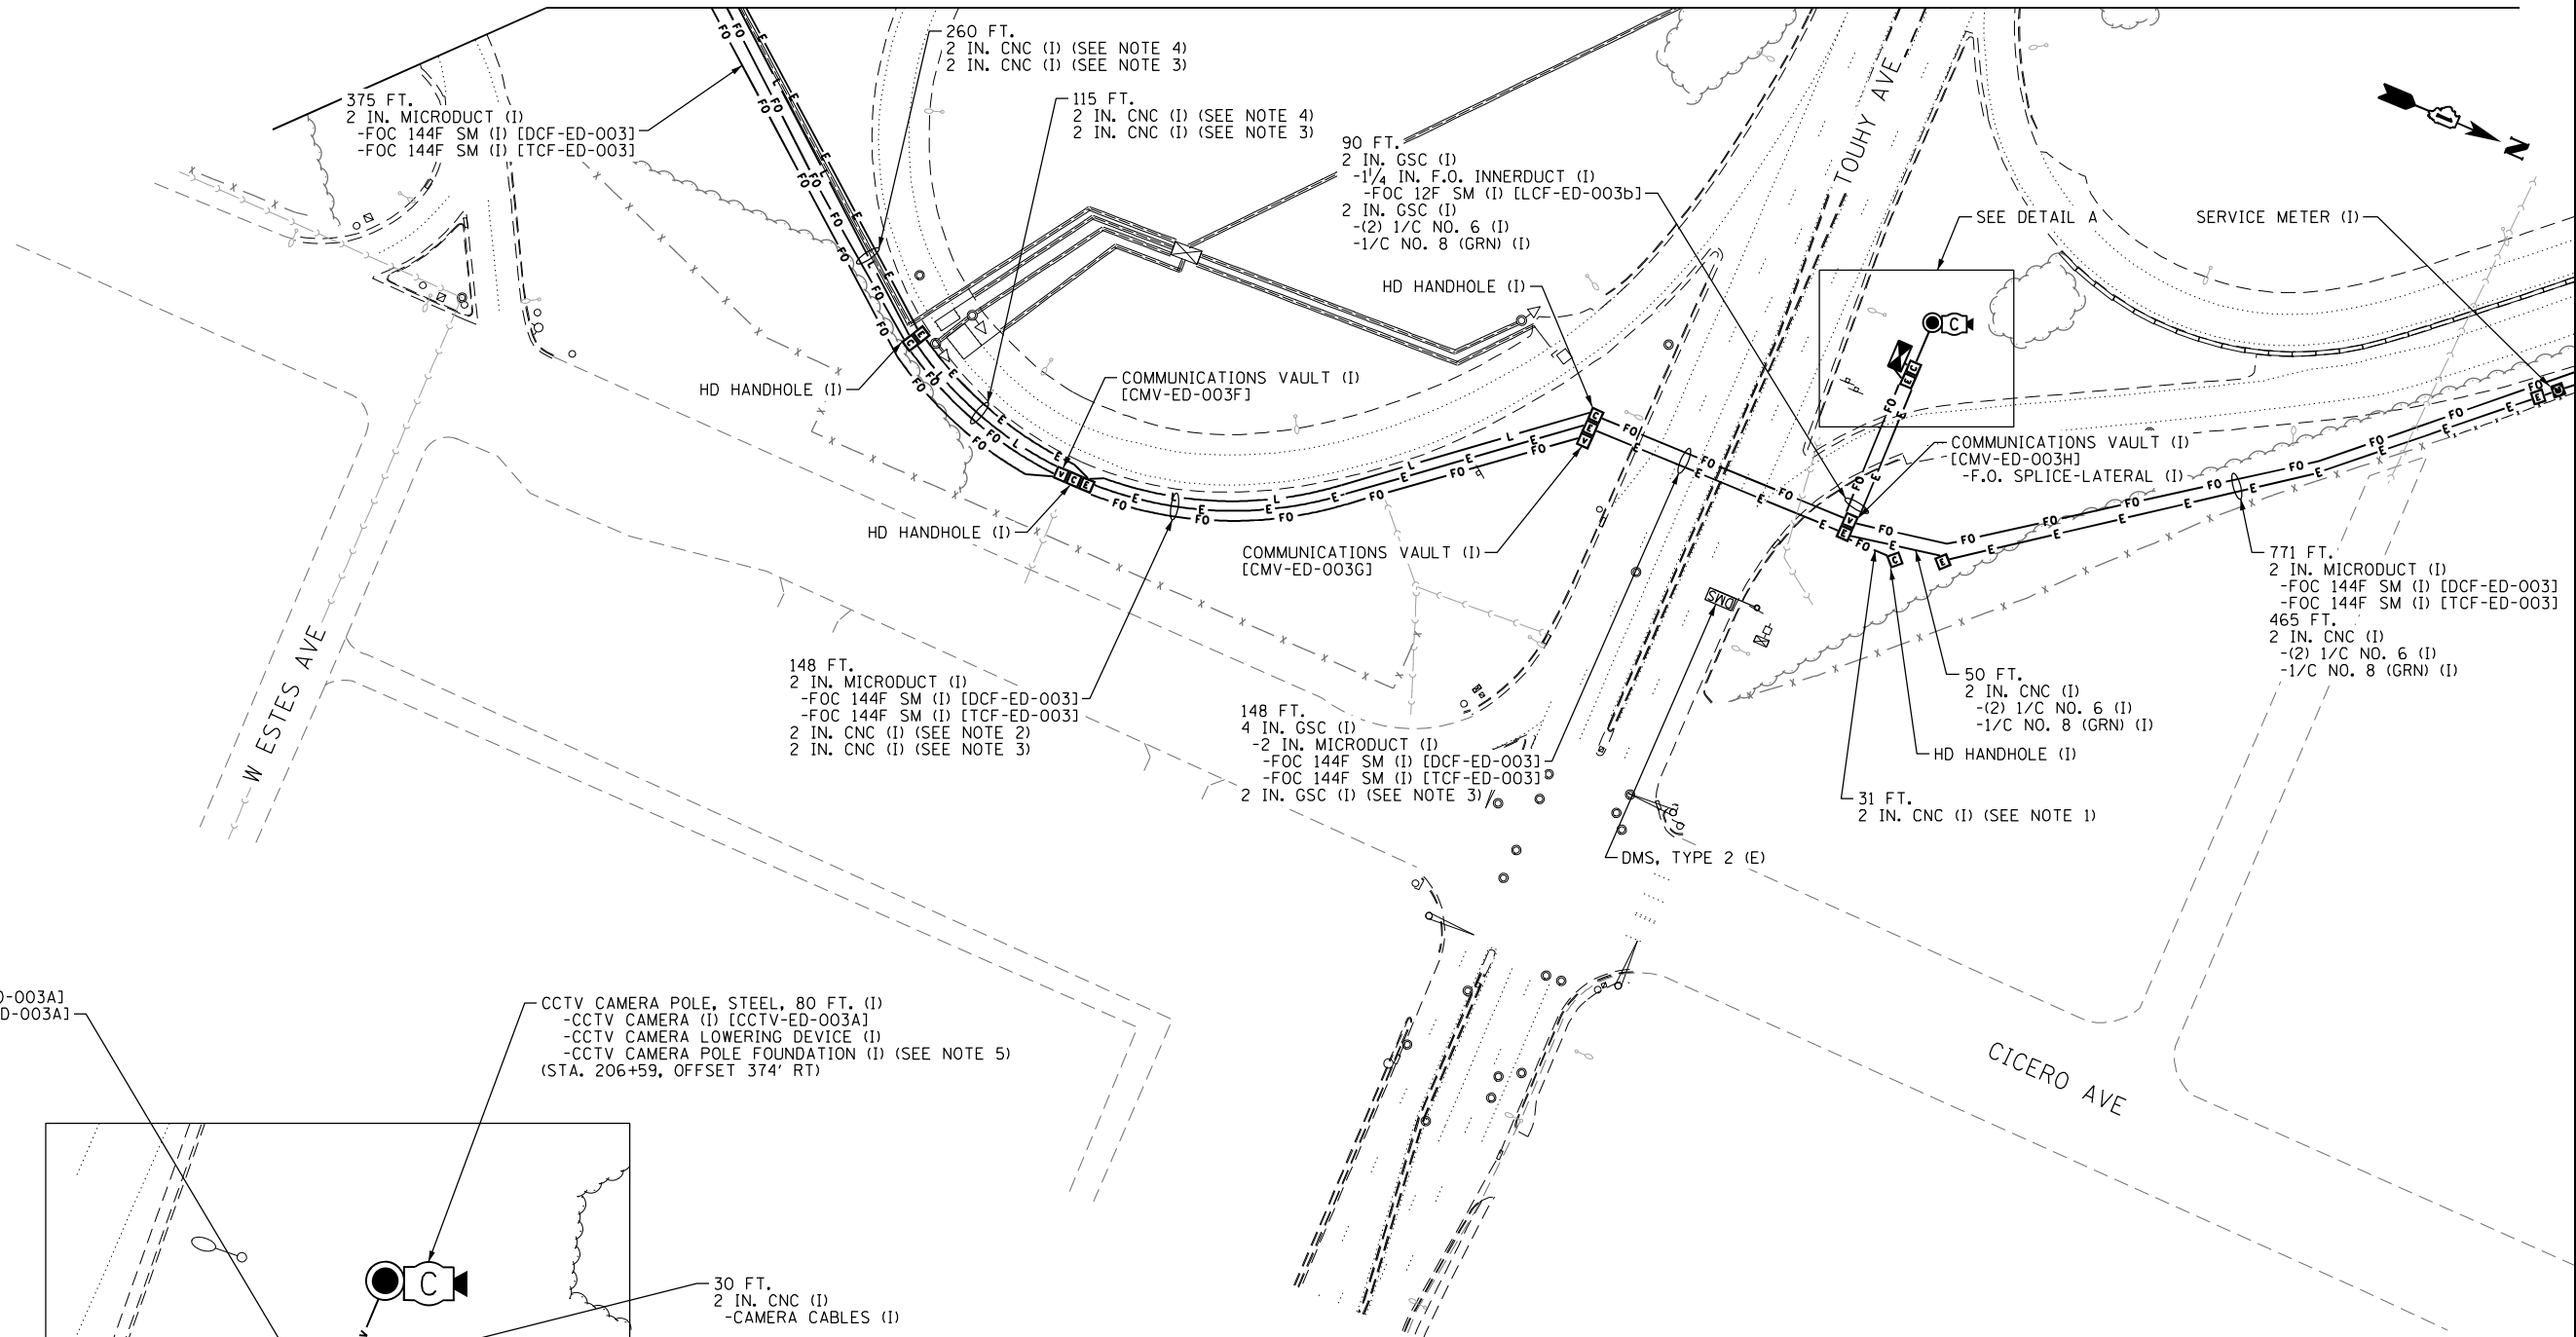 260 FT.
2 IN. CNC (I) (SEE NOTE 4)
2 IN. CNC (I) (SEE NOTE 3)
375 FT.
2 IN. MICRODUCT (I)
-FOC 144F SM (I) [DCF-ED-003]
-FOC 144F SM (I) [TCF-ED-003]
115 FT.
2 IN. CNC (I) (SEE NOTE 4)
2 IN. CNC (I) (SEE NOTE 3)
90 FT.
2 IN. GSC (I)
-1¼ IN. F.O. INNERDUCT (I)
-FOC 12F SM (I) [LCF-ED-003b]
2 IN. GSC (I)
-(2) 1/C NO. 6 (I)
-1/C NO. 8 (GRN) (I)
TOUHY AVE
N
SEE DETAIL A
SERVICE METER (I)
HD HANDHOLE (I)
HD HANDHOLE (I)
COMMUNICATIONS VAULT (I)
[CMV-ED-003F]
COMMUNICATIONS VAULT (I)
[CMV-ED-003H]
-F.O. SPLICE-LATERAL (I)
HD HANDHOLE (I)
COMMUNICATIONS VAULT (I)
[CMV-ED-003G]
771 FT.
2 IN. MICRODUCT (I)
-FOC 144F SM (I) [DCF-ED-003]
-FOC 144F SM (I) [TCF-ED-003]
465 FT.
2 IN. CNC (I)
-(2) 1/C NO. 6 (I)
-1/C NO. 8 (GRN) (I)
W ESTES AVE
DMS
148 FT.
2 IN. MICRODUCT (I)
-FOC 144F SM (I) [DCF-ED-003]
-FOC 144F SM (I) [TCF-ED-003]
2 IN. CNC (I) (SEE NOTE 2)
2 IN. CNC (I) (SEE NOTE 3)
148 FT.
4 IN. GSC (I)
-2 IN. MICRODUCT (I)
-FOC 144F SM (I) [DCF-ED-003]
-FOC 144F SM (I) [TCF-ED-003]
2 IN. GSC (I) (SEE NOTE 3)
50 FT.
2 IN. CNC (I)
-(2) 1/C NO. 6 (I)
-1/C NO. 8 (GRN) (I)
HD HANDHOLE (I)
31 FT.
2 IN. CNC (I) (SEE NOTE 1)
DMS, TYPE 2 (E)
CICERO AVE
-003A]
D-003A]
CCTV CAMERA POLE, STEEL, 80 FT. (I)
-CCTV CAMERA (I) [CCTV-ED-003A]
-CCTV CAMERA LOWERING DEVICE (I)
-CCTV CAMERA POLE FOUNDATION (I) (SEE NOTE 5)
(STA. 206+59, OFFSET 374' RT)
C
30 FT.
2 IN. CNC (I)
-CAMERA CABLES (I)